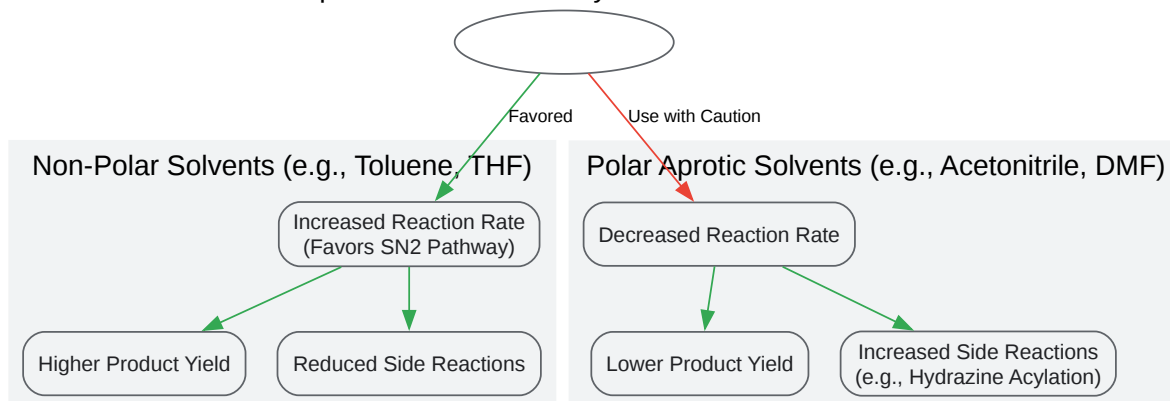 Favored
Use with Caution
Non-Polar Solvents (e.g., Toluene, THF)
Polar Aprotic Solvents (e.g., Acetonitrile, DMF)
Increased Reaction Rate
(Favors SN2 Pathway)
Decreased Reaction Rate
Higher Product Yield
Reduced Side Reactions
Lower Product Yield
Increased Side Reactions
(e.g., Hydrazine Acylation)